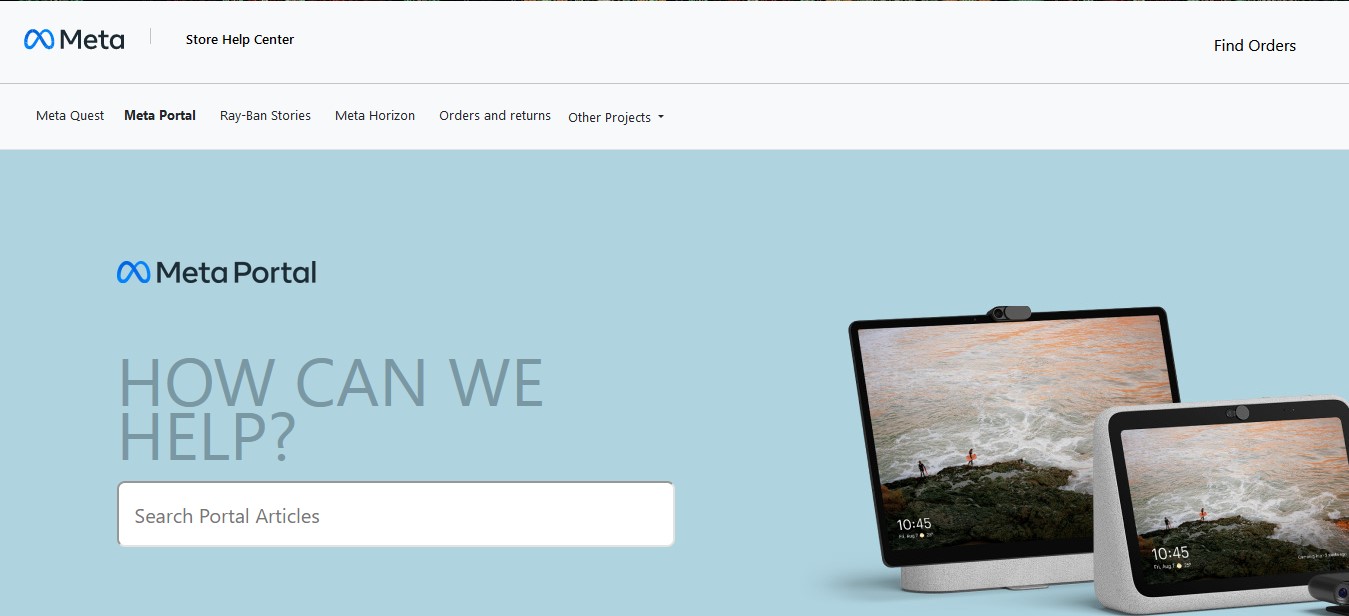 Meta
Store Help Center
Find Orders
Meta Quest
Meta Portal
Ray-Ban Stories
Meta Horizon
Orders and returns
Other Projects
Meta Portal
HOW CAN WE
HELP?
Search Portal Articles
10:45
10:45